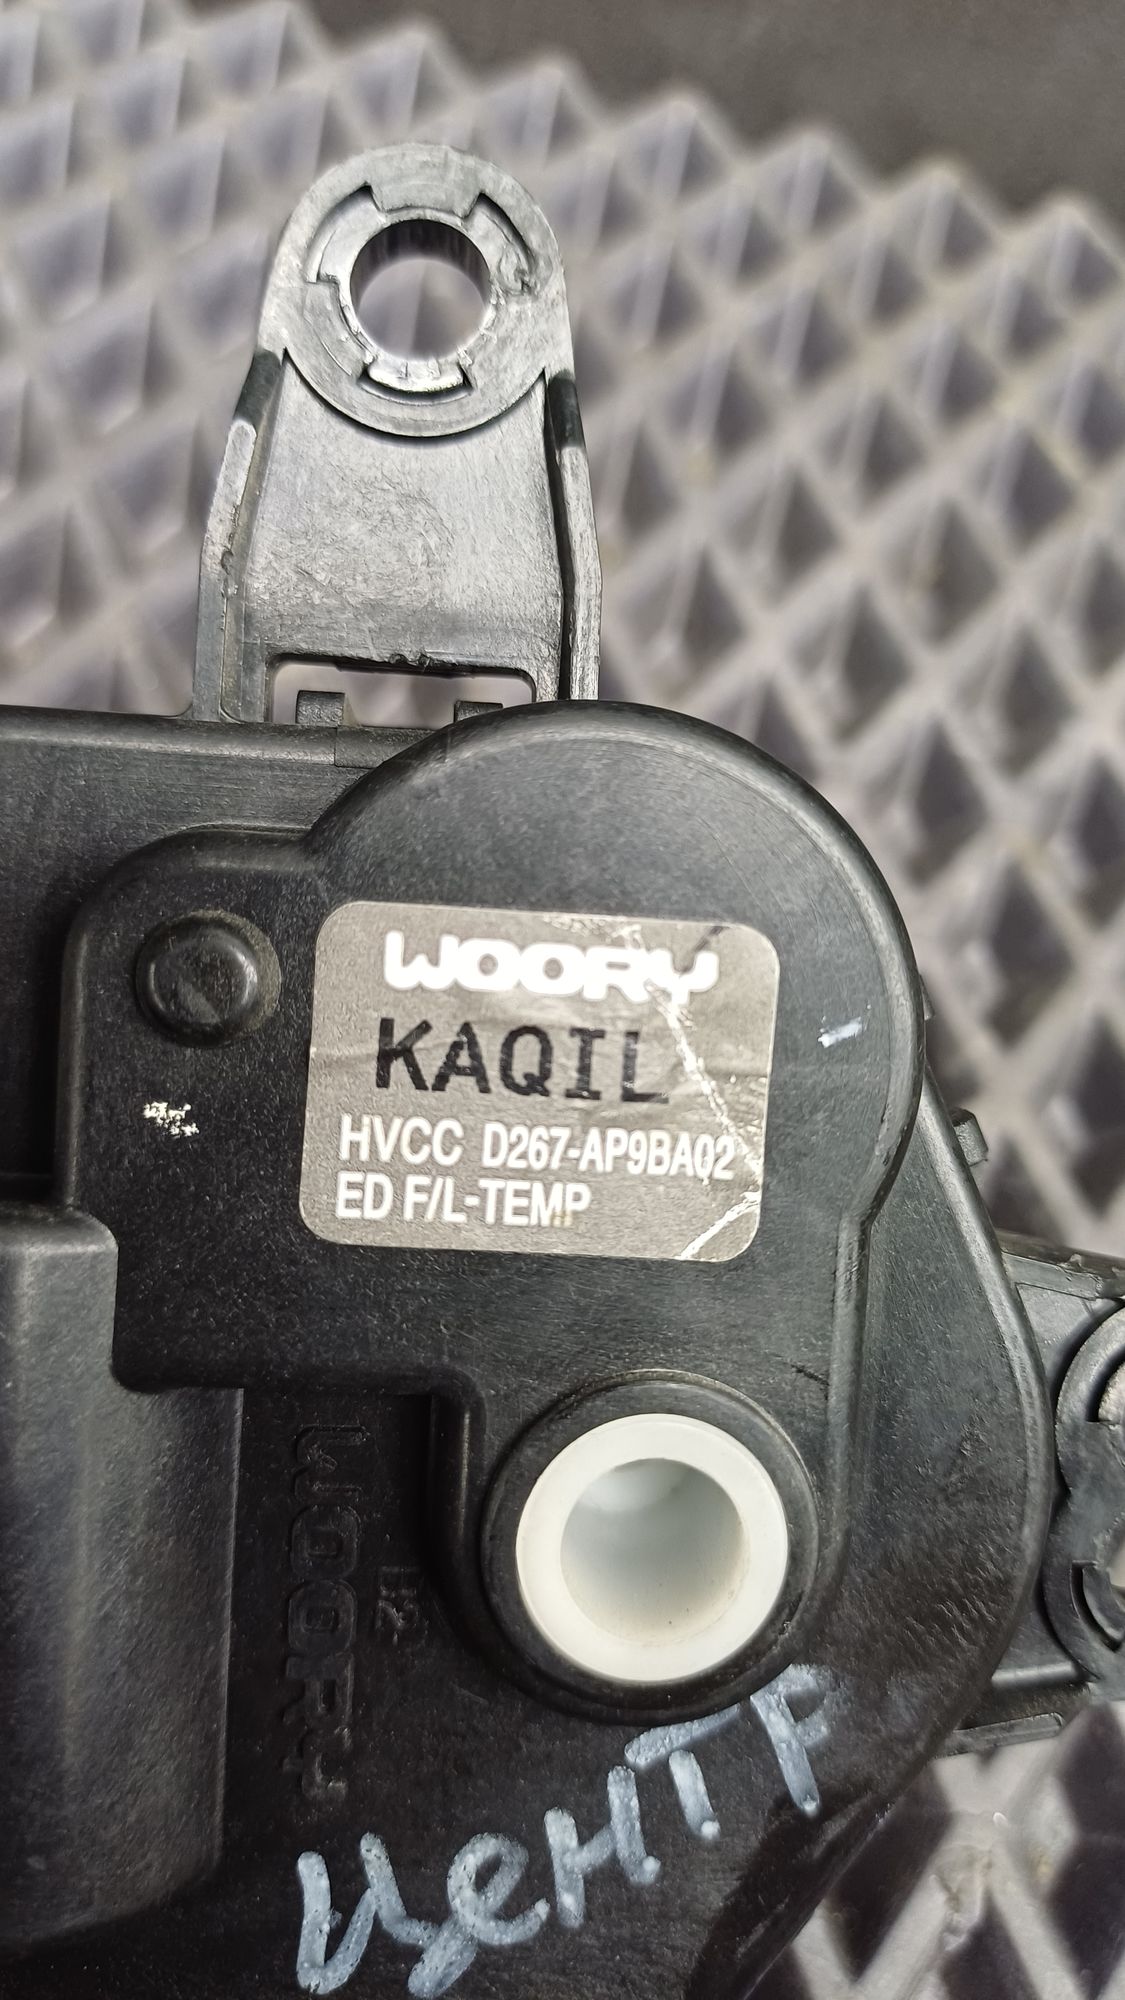 WOORY
KAQIL
HVCC D267-AP9BA02
ED F/L-TEMP
WOORY
центр